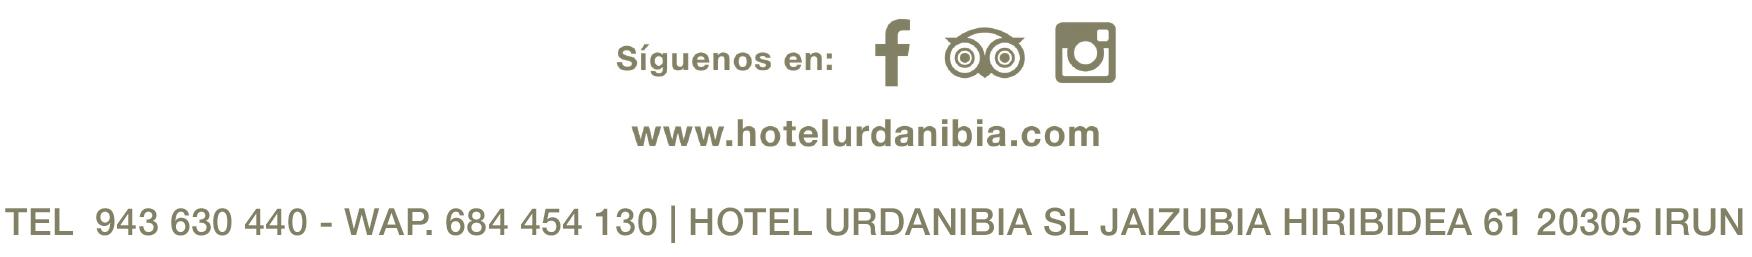 Síguenos en:
www.hotelurdanibia.com
TEL  943 630 440 - WAP. 684 454 130 | HOTEL URDANIBIA SL JAIZUBIA HIRIBIDEA 61 20305 IRUN